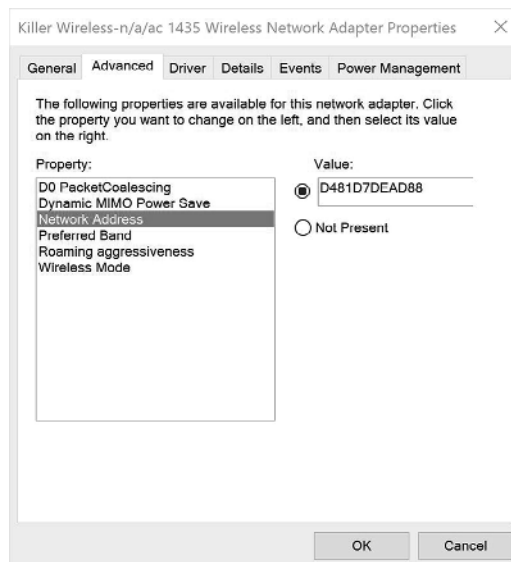 Killer Wireless-n/a/ac 1435 Wireless Network Adapter Properties
General Advanced Driver Details Events Power Management
The following properties are available for this network adapter. Click
the property you want to change on the left, and then select its value
on the right.
Property:
Value:
D0 PacketCoalescing
Dynamic MIMO Power Save
Network Address
Preferred Band
Roaming aggressiveness
Wireless Mode
D481D7DEAD88
Not Present
OK
Cancel